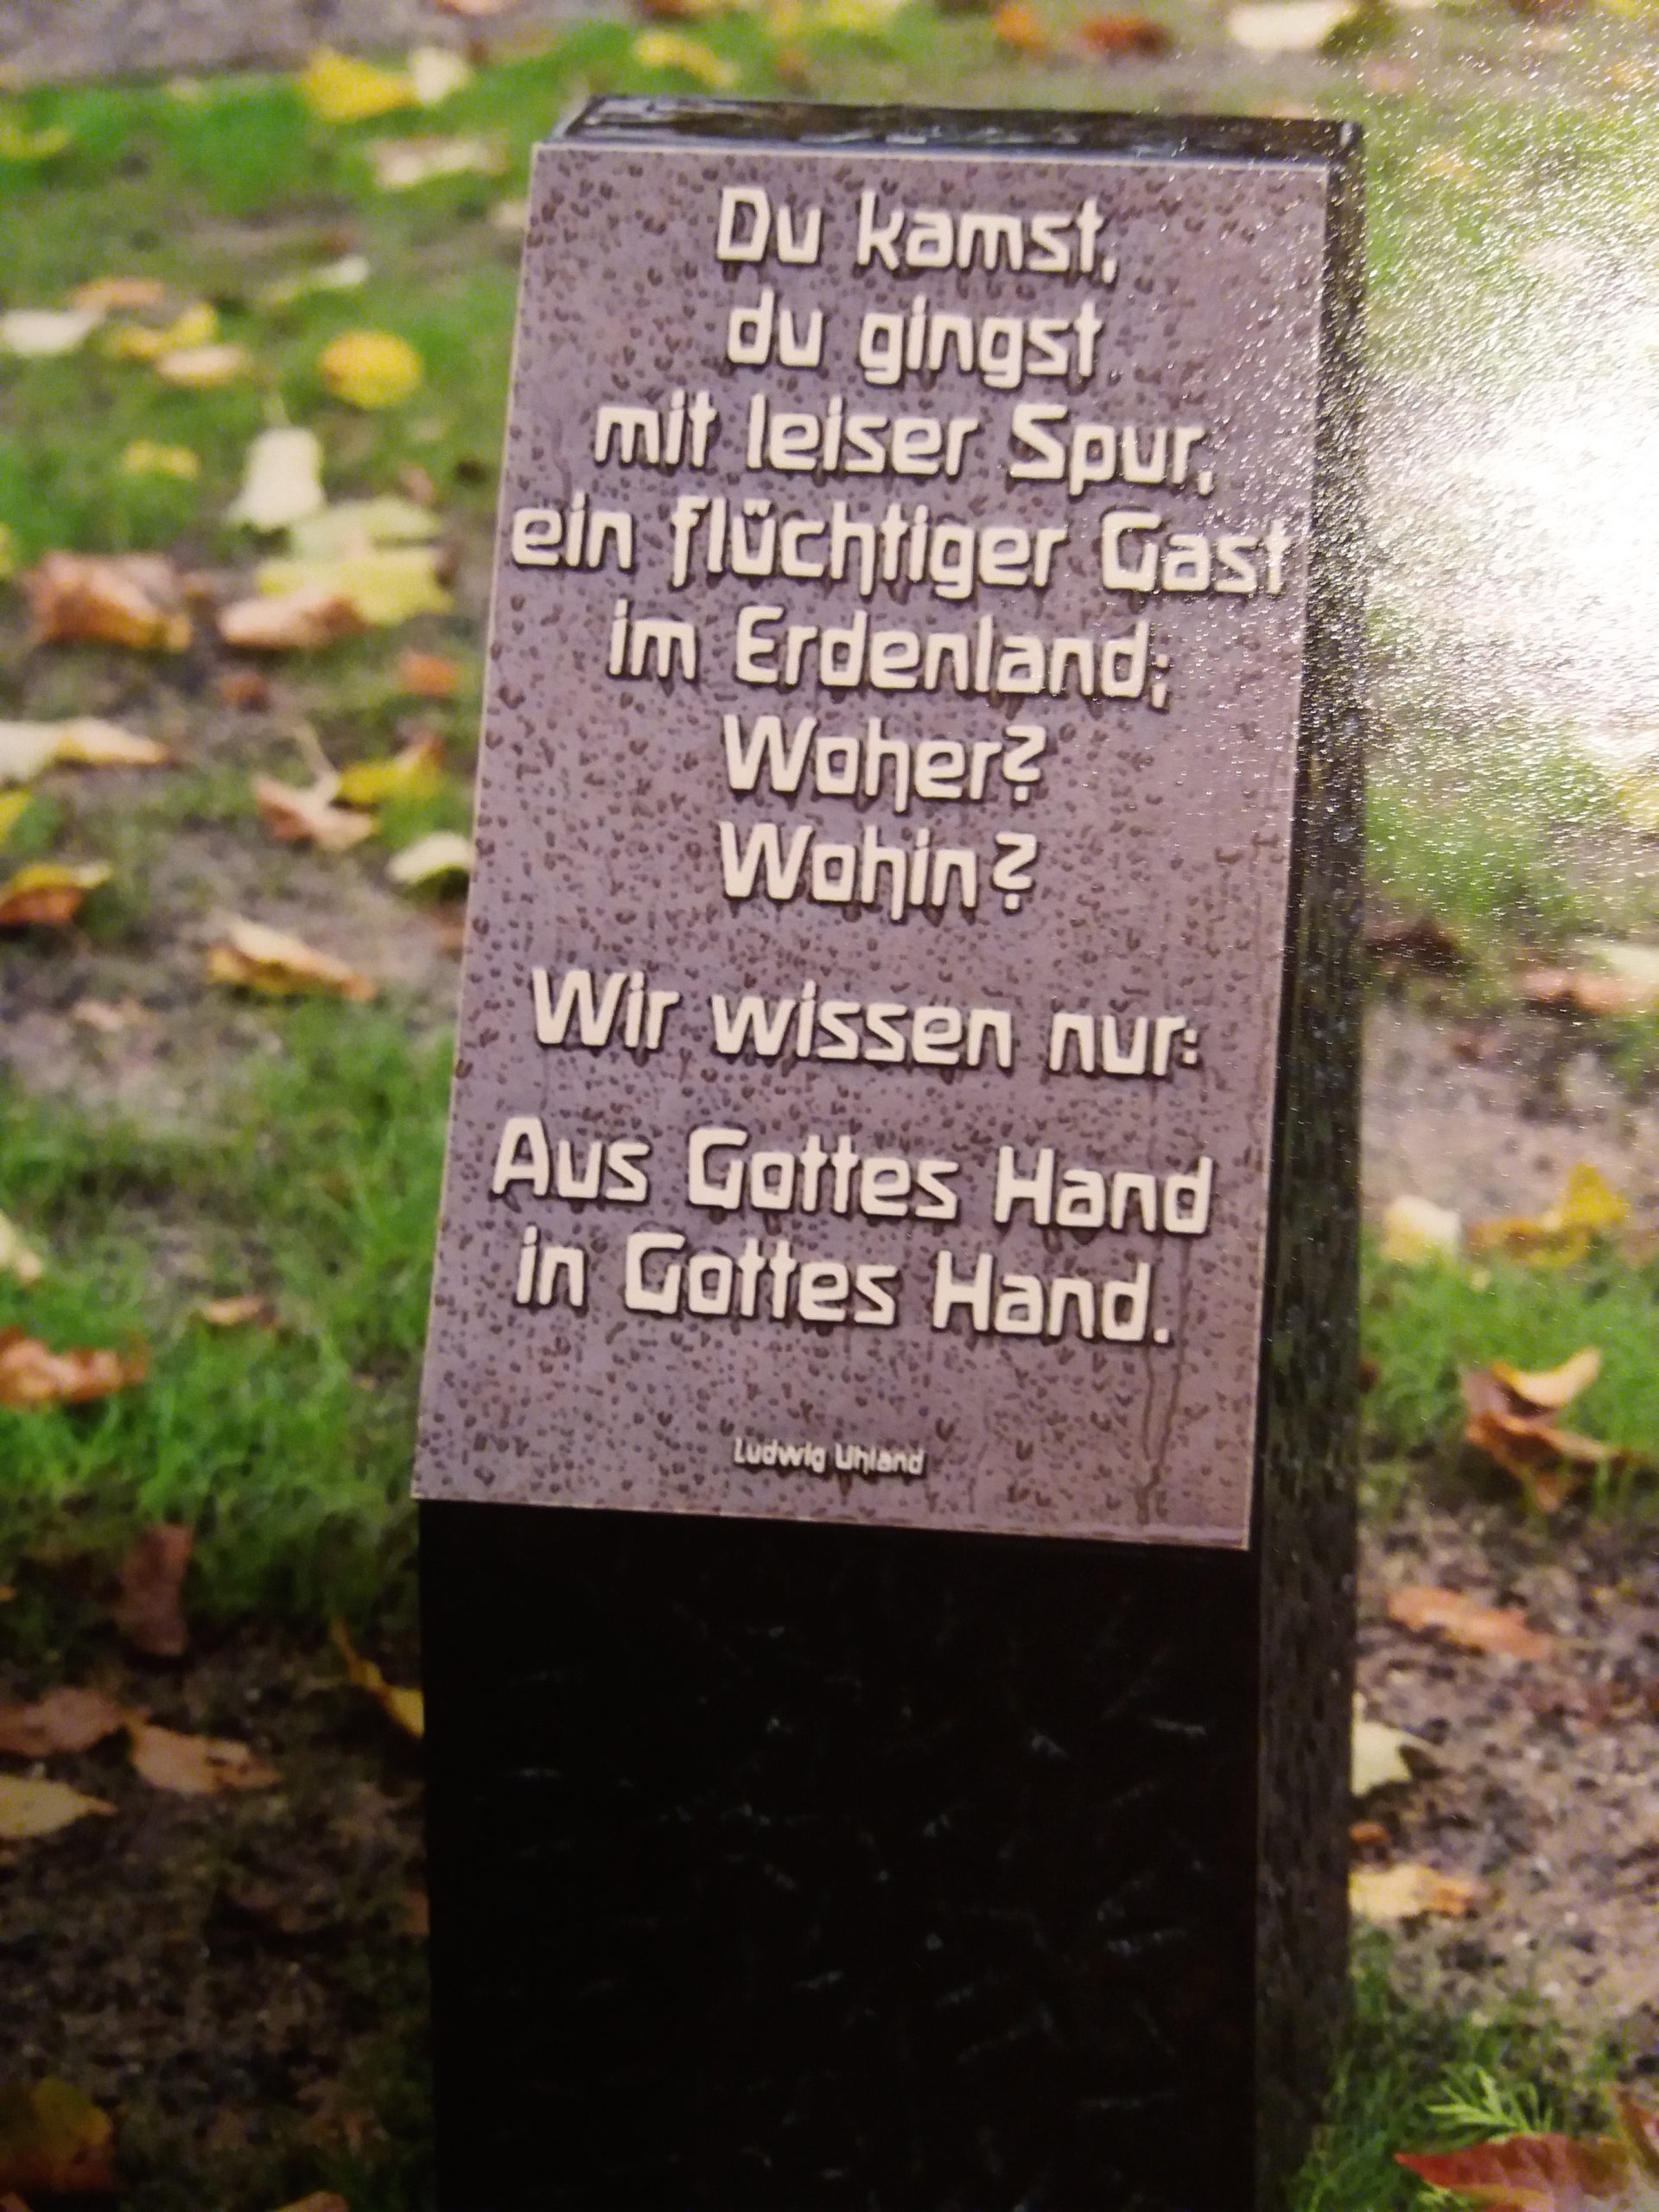 Du kamst,
du gingst
mit leiser Spur,
ein flüchtiger Gast
im Erdenland;
Woher?
Wohin?
Wir wissen nur:
Aus Gottes Hand
in Gottes Hand.
Ludwig Uhland